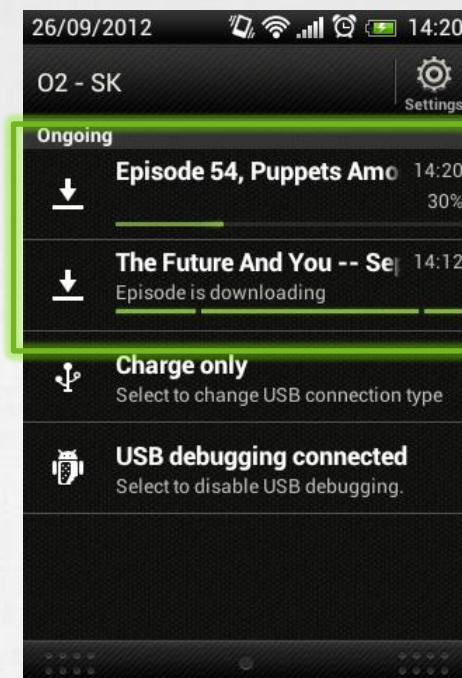 26/09/2012 14:20
O2 - SK
Settings
Ongoing
Episode 54, Puppets Amo 14:20
30%
The Future And You -- Se 14:12
Episode is downloading
Charge only
Select to change USB connection type
USB debugging connected
Select to disable USB debugging.